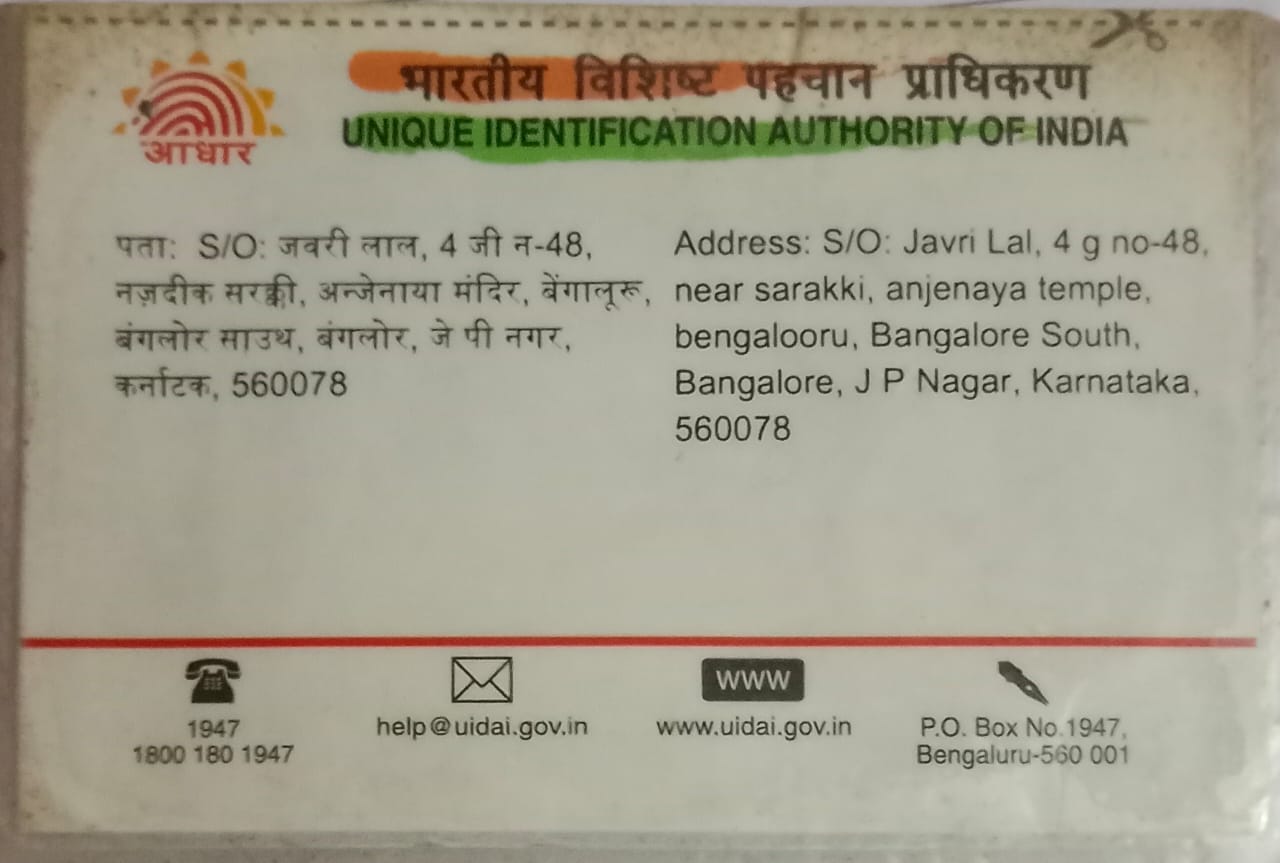 भारतीय विशिष्ट पहचान प्राधिकरण
UNIQUE IDENTIFICATION AUTHORITY OF INDIA
आधार
पता: S/O: जवरी लाल, 4 जी न-48,
नज़दीक सरक्की, अन्जेनाया मंदिर, बेंगालूरू,
बंगलोर साउथ, बंगलोर, जे पी नगर,
कर्नाटक, 560078
Address: S/O: Javri Lal, 4 g no-48,
near sarakki, anjenaya temple,
bengalooru, Bangalore South,
Bangalore, J P Nagar, Karnataka,
560078
1947
1800 180 1947
help@uidai.gov.in
www
www.uidai.gov.in
P.O. Box No.1947,
Bengaluru-560 001